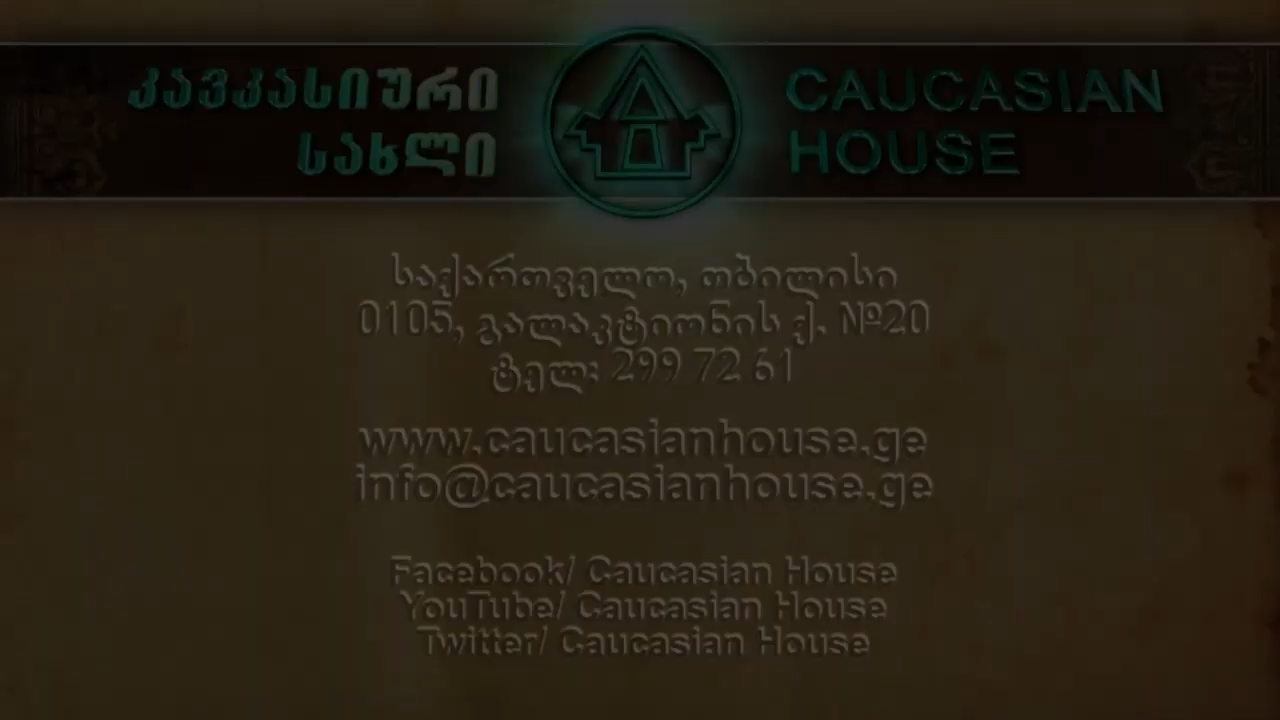 კავკასიური
სახლი
CAUCASIAN
HOUSE
საქართველო, თბილისი
0105, გალაკტიონის ქ. №20
ტელ: 299 72 61
www.caucasianhouse.ge
info@caucasianhouse.ge
Facebook/ Caucasian House
YouTube/ Caucasian House
Twitter/ Caucasian House